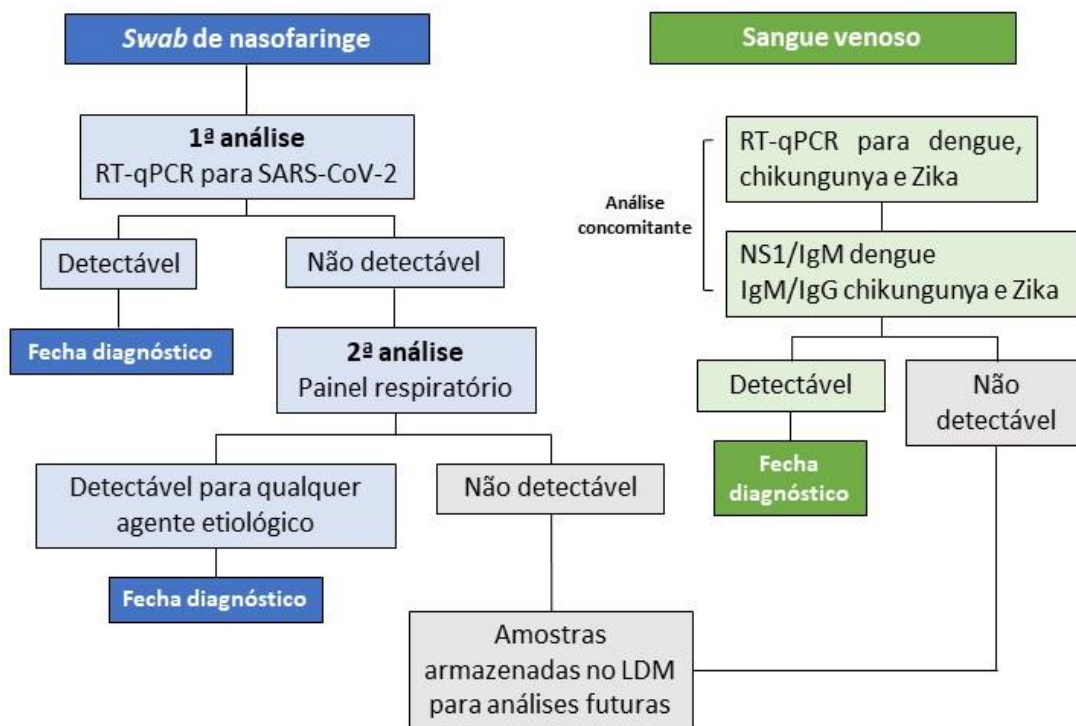 Swab de nasofaringe
1ª análise
RT-qPCR para SARS-CoV-2
Detectável
Não detectável
Fecha diagnóstico
2ª análise
Painel respiratório
Detectável para qualquer
agente etiológico
Não detectável
Fecha diagnóstico
Sangue venoso
RT-qPCR para dengue,
chikungunya e Zika
Análise
concomitante
NS1/IgM dengue
IgM/IgG chikungunya e Zika
Detectável
Não
detectável
Fecha
diagnóstico
Amostras
armazenadas no LDM
para análises futuras